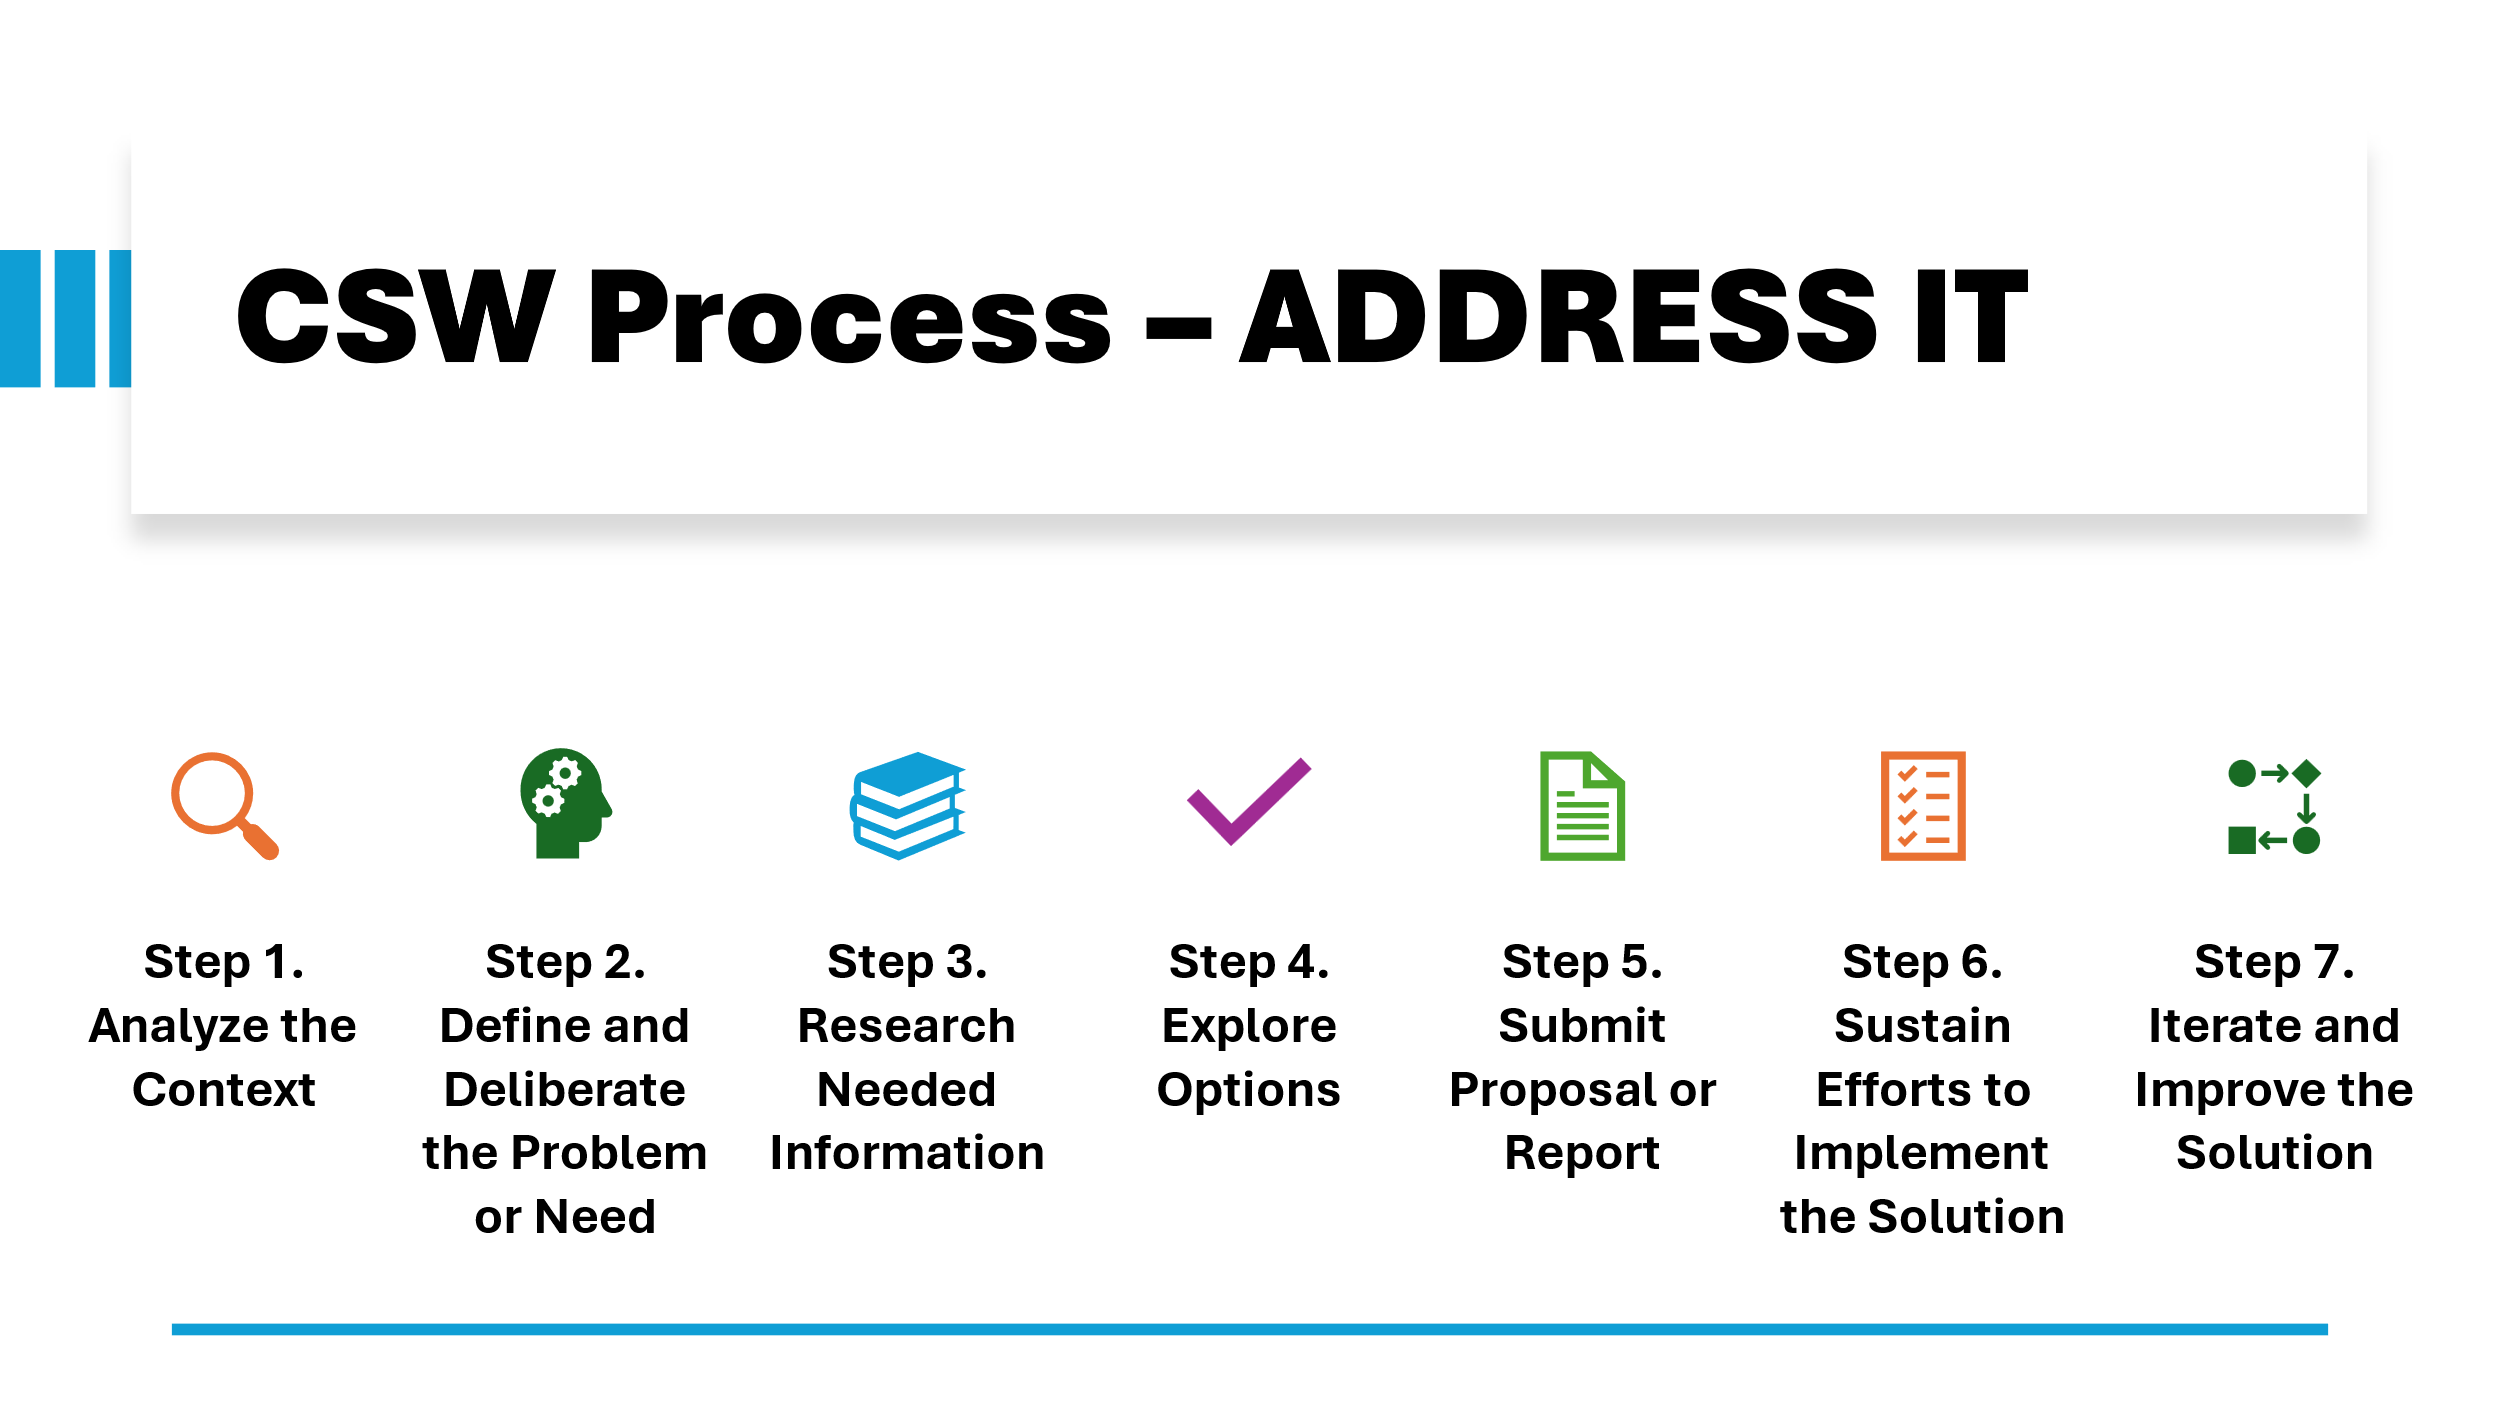 CSW Process – ADDRESS IT
Step 1.
Analyze the
Context
Step 2.
Define and
Deliberate
the Problem
or Need
Step 3.
Research
Needed
Information
Step 4.
Explore
Options
Step 5.
Submit
Proposal or
Report
Step 6.
Sustain
Efforts to
Implement
the Solution
Step 7.
Iterate and
Improve the
Solution